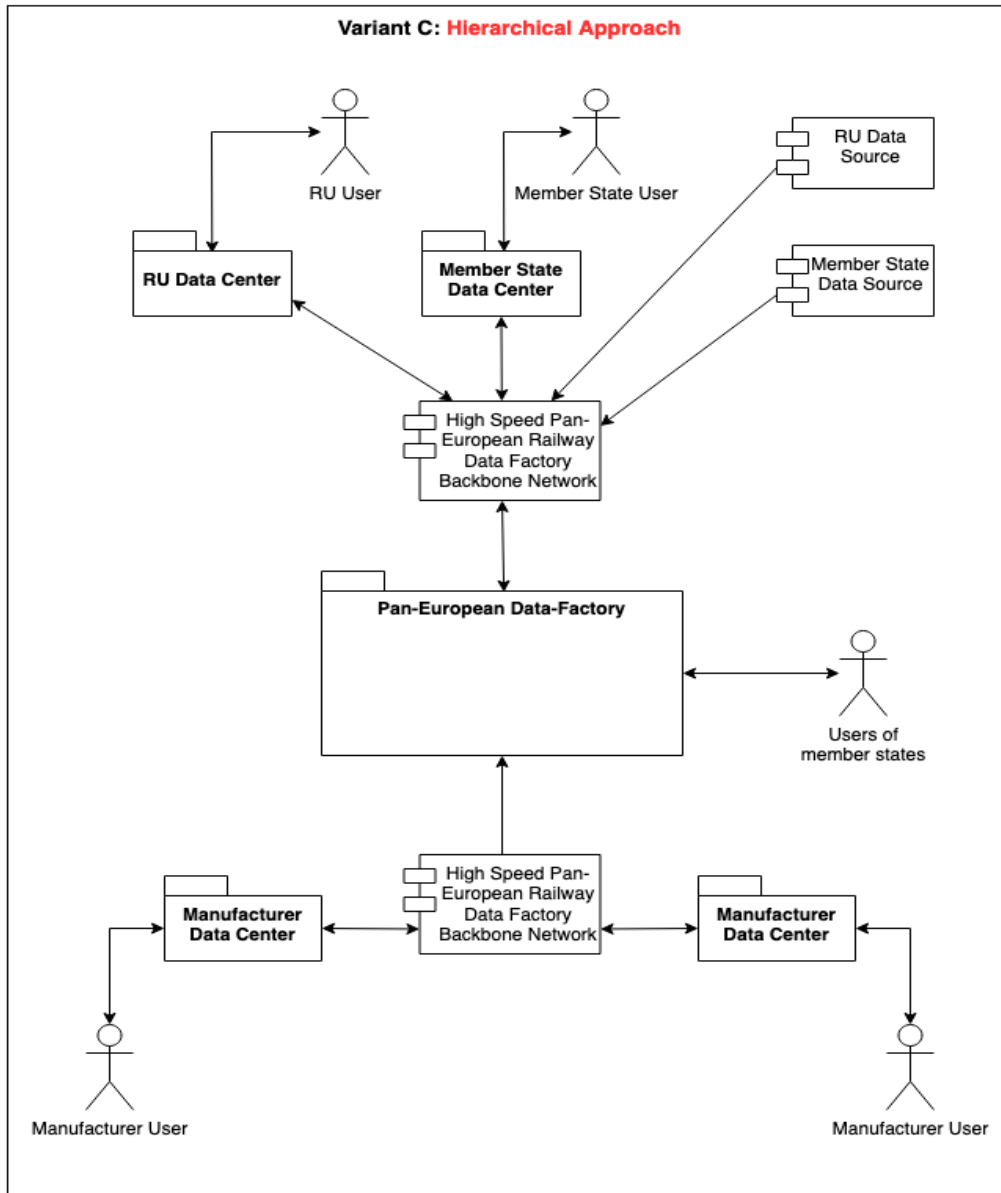 Variant C: Hierarchical Approach
RU User
Member State User
RU Data
Source
RU Data Center
Member State
Data Center
Member State
Data Source
High Speed Pan-
European Railway
Data Factory
Backbone Network
Pan-European Data-Factory
Users of
member states
Manufacturer
Data Center
High Speed Pan-
European Railway
Data Factory
Backbone Network
Manufacturer
Data Center
Manufacturer User
Manufacturer User